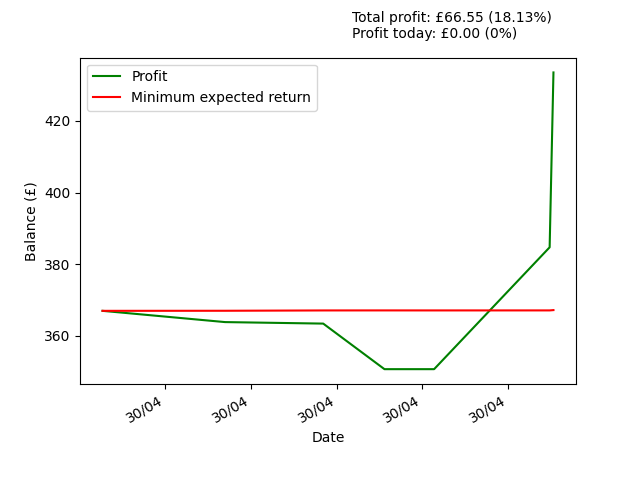 Total profit: £66.55 (18.13%)
Profit today: £0.00 (0%)
Profit
Minimum expected return
420
400
380
360
Balance (£)
30/04
30/04
30/04
30/04
30/04
Date